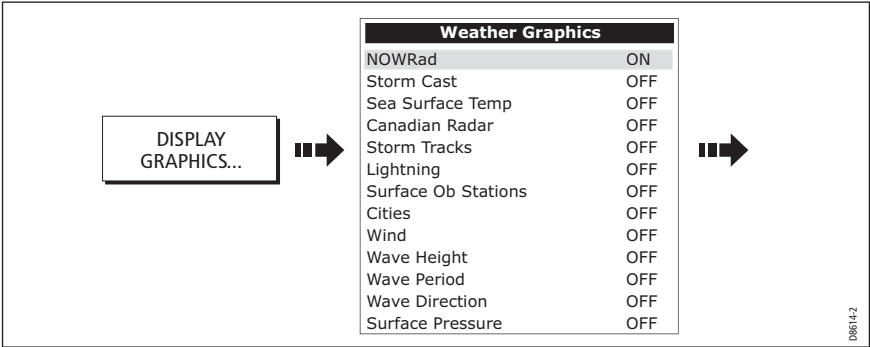 DISPLAY
GRAPHICS...
Weather Graphics
NOWRad ON
Storm Cast OFF
Sea Surface Temp OFF
Canadian Radar OFF
Storm Tracks OFF
Lightning OFF
Surface Ob Stations OFF
Cities OFF
Wind OFF
Wave Height OFF
Wave Period OFF
Wave Direction OFF
Surface Pressure OFF
D8614-2